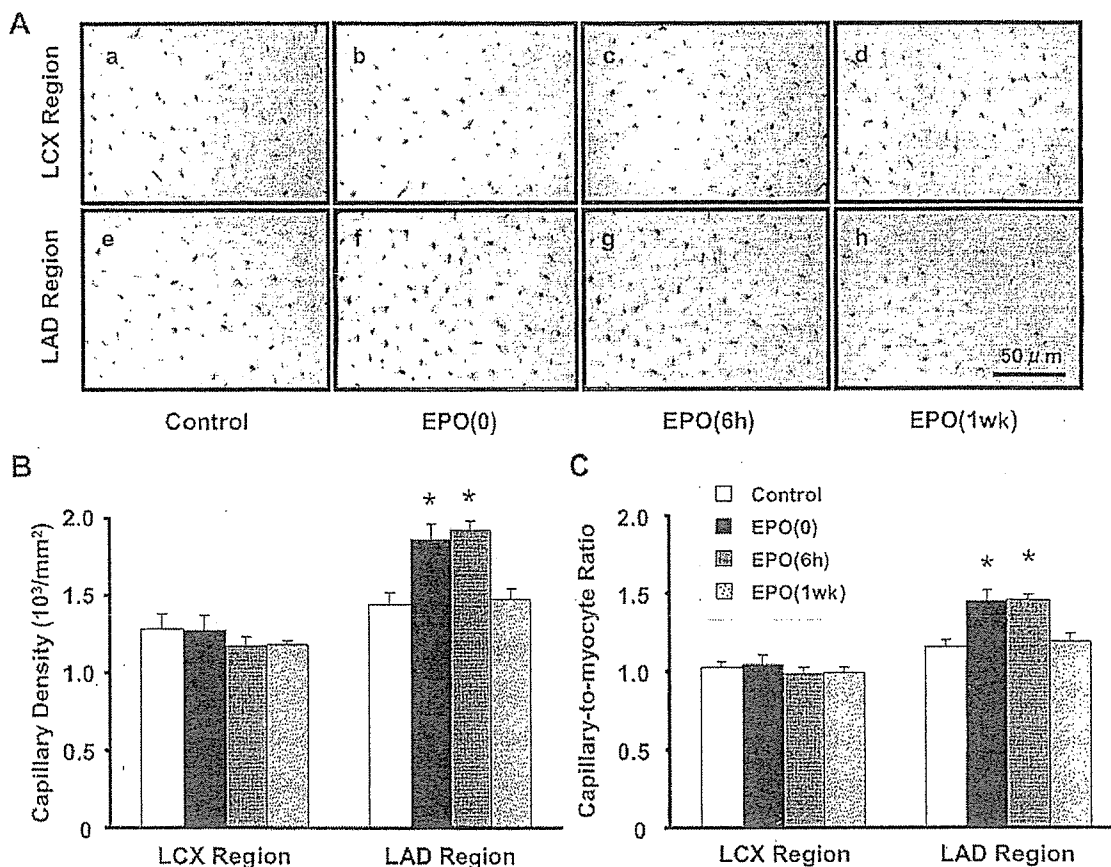 A
LCX Region
a
b
c
d
LAD Region
e
f
g
h
50 μm
Control
EPO(0)
EPO(6h)
EPO(1wk)
B
Capillary Density (10³/mm²)
2.0
1.5
1.0
0.5
0
* *
LCX Region
LAD Region
C
Capillary-to-myocyte Ratio
2.0
1.5
1.0
0.5
0
Control
EPO(0)
EPO(6h)
EPO(1wk)
* *
LCX Region
LAD Region